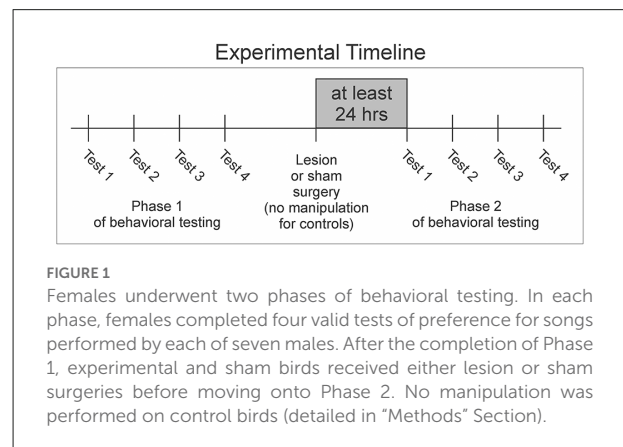 Experimental Timeline
at least
24 hrs
Test 1
Test 2
Test 3
Test 4
Lesion
or sham
surgery
(no manipulation
for controls)
Test 1
Test 2
Test 3
Test 4
Phase 1
of behavioral testing
Phase 2
of behavioral testing
FIGURE 1
Females underwent two phases of behavioral testing. In each
phase, females completed four valid tests of preference for songs
performed by each of seven males. After the completion of Phase
1, experimental and sham birds received either lesion or sham
surgeries before moving onto Phase 2. No manipulation was
performed on control birds (detailed in “Methods” Section).